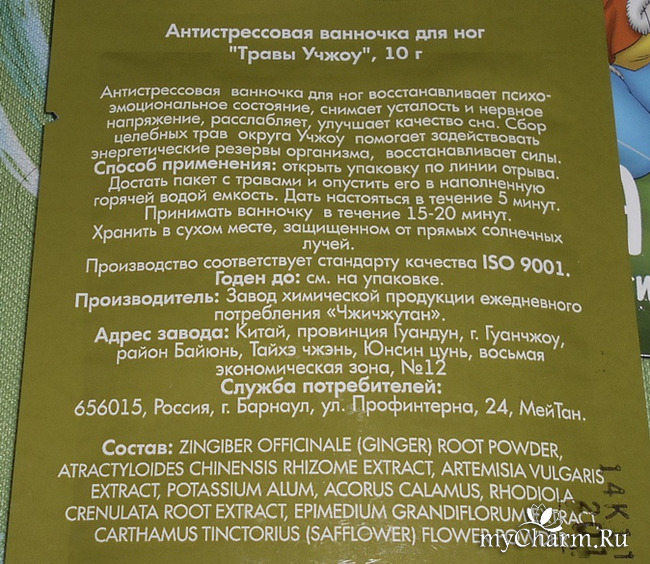 Антистрессовая ванночка для ног
"Травы Учжоу", 10 г
Антистрессовая ванночка для ног восстанавливает психо-
эмоциональное состояние, снимает усталость и нервное
напряжение, расслабляет, улучшает качество сна. Сбор
целебных трав округа Учжоу помогает задействовать
энергетические резервы организма, восстанавливает силы.
Способ применения: открыть упаковку по линии отрыва.
Достать пакет с травами и опустить его в наполненную
горячей водой емкость. Дать настояться в течение 5 минут.
Принимать ванночку в течение 15-20 минут.
Хранить в сухом месте, защищенном от прямых солнечных
лучей.
Производство соответствует стандарту качества ISO 9001.
Годен до: см. на упаковке.
Производитель: Завод химической продукции ежедневного
потребления «Чжичжутан».
Адрес завода: Китай, провинция Гуандун, г. Гуанчжоу,
район Байюнь, Тайхэ чжэнь, Юнсин цунь, восьмая
экономическая зона, №12
Служба потребителей:
656015, Россия, г. Барнаул, ул. Профинтерна, 24, МейТан.
Состав: ZINGIBER OFFICINALE (GINGER) ROOT POWDER,
ATRACTYLOIDES CHINENSIS RHIZOME EXTRACT, ARTEMISIA VULGARIS
EXTRACT, POTASSIUM ALUM, ACORUS CALAMUS, RHODIOLA
CRENULATA ROOT EXTRACT, EPIMEDIUM GRANDIFLORUM EXTRACT
CARTHAMUS TINCTORIUS (SAFFLOWER) FLOWER POWDER
myCharm.Ru